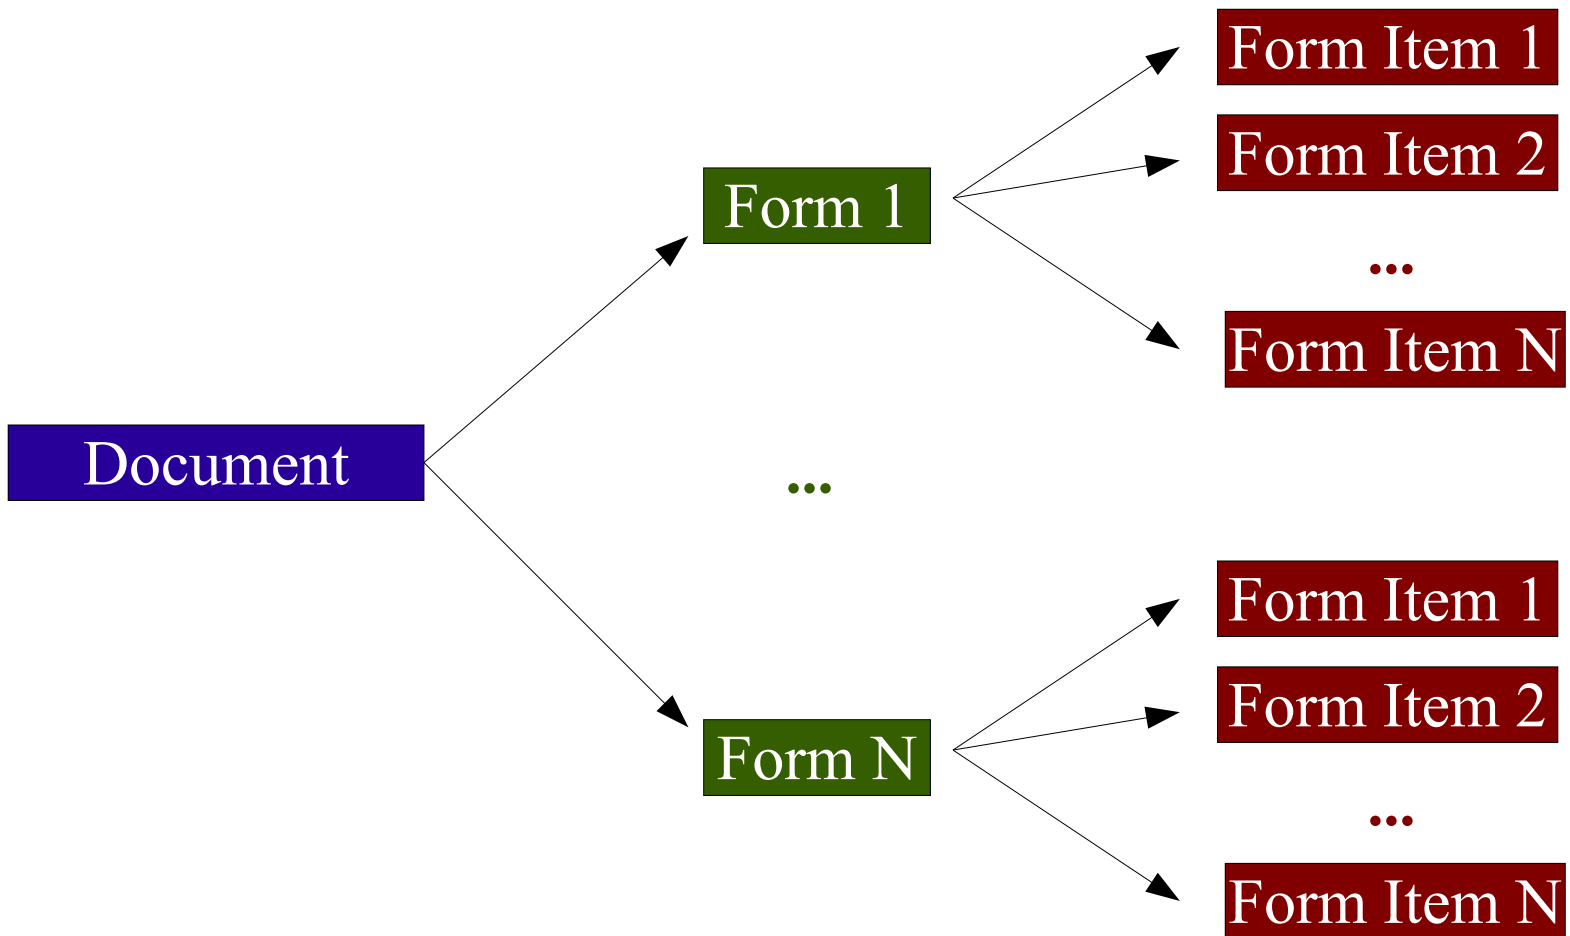 Form Item 1
Form Item 2
Form 1
...
Form Item N
Document
...
Form Item 1
Form Item 2
Form N
...
Form Item N